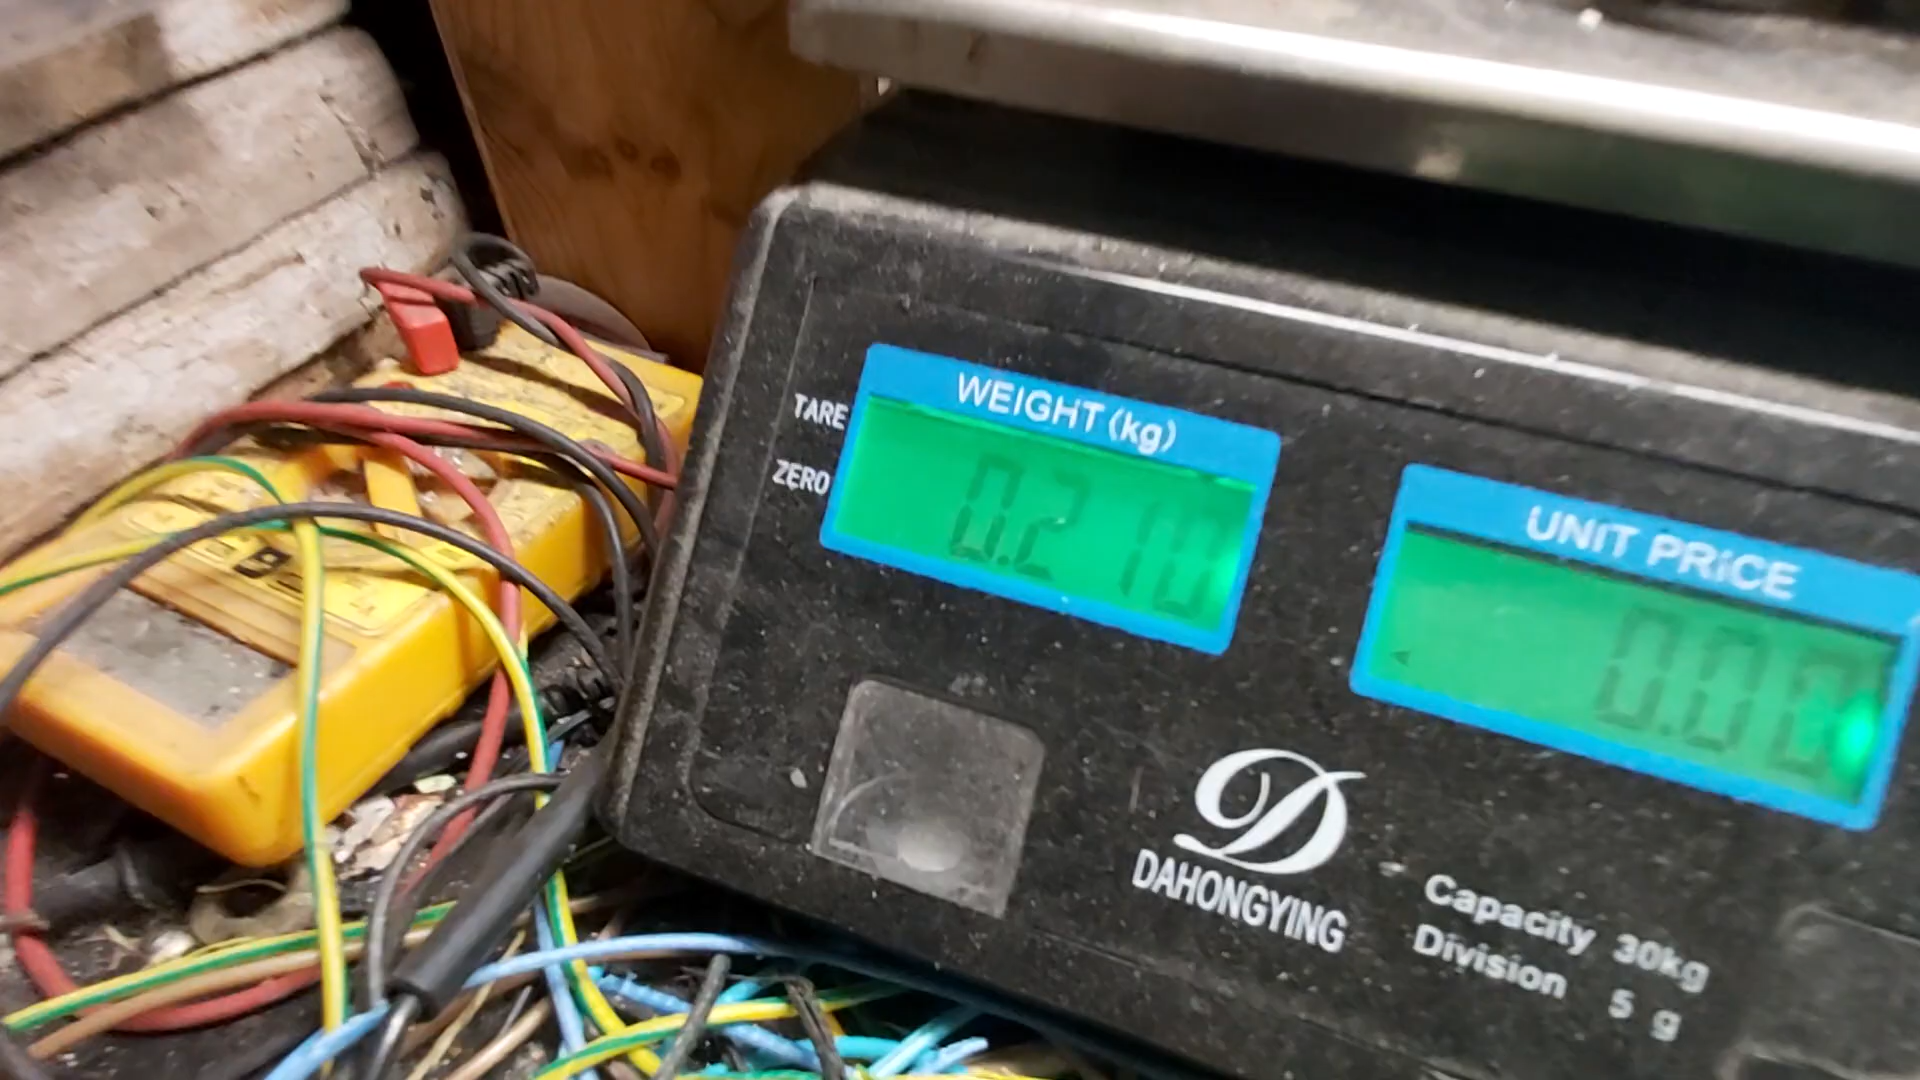 WEIGHT (kg)
TARE
ZERO
0.210
UNIT PRICE
0.00
D
DAHONGYING
Capacity 30kg
Division 5 g